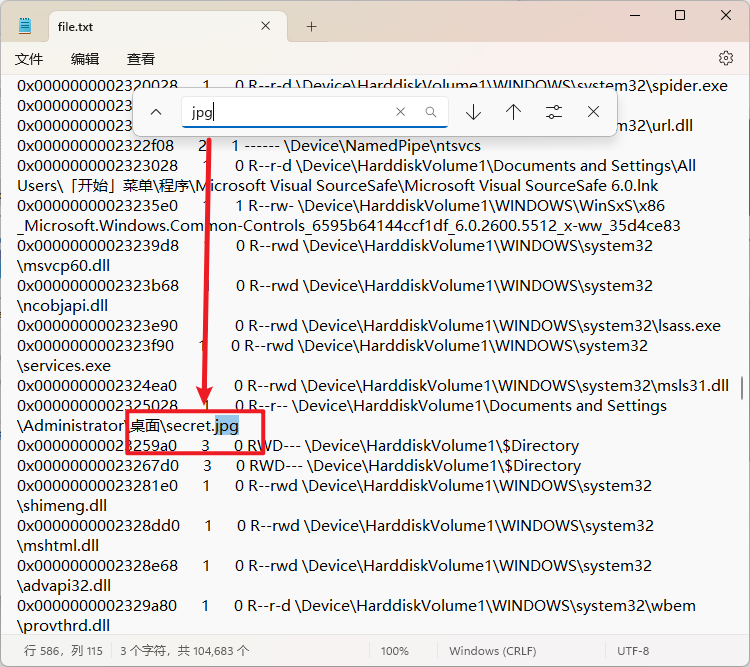 file.txt
文件 编辑 查看
0x0000000002320028 1 0 R--r-d \Device\HarddiskVolume1\WINDOWS\system32\spider.exe
jpg
m32\url.dll
0x0000000002322f08 2 1 ------ \Device\NamedPipe\ntsvcs
0x0000000002323028 0 R--r-d \Device\HarddiskVolume1\Documents and Settings\All
Users\「开始」菜单\程序\Microsoft Visual SourceSafe\Microsoft Visual SourceSafe 6.0.lnk
0x00000000023235e0 1 R--rw- \Device\HarddiskVolume1\WINDOWS\WinSxS\x86
_Microsoft.Windows.Common-Controls_6595b64144ccf1df_6.0.2600.5512_x-ww_35d4ce83
0x00000000023239d8 0 R--rwd \Device\HarddiskVolume1\WINDOWS\system32
\msvcp60.dll
0x0000000002323b68 0 R--rwd \Device\HarddiskVolume1\WINDOWS\system32
\ncobjapi.dll
0x0000000002323e90 0 R--rwd \Device\HarddiskVolume1\WINDOWS\system32\lsass.exe
0x0000000002323f90 1 0 R--rwd \Device\HarddiskVolume1\WINDOWS\system32
\services.exe
0x0000000002324ea0 0 R--rwd \Device\HarddiskVolume1\WINDOWS\system32\msls31.dll
0x0000000002325028 1 0 R--r-- \Device\HarddiskVolume1\Documents and Settings
\Administrator\桌面\secret.jpg
0x00000000023259a0 3 0 RWD--- \Device\HarddiskVolume1\$Directory
0x00000000023267d0 3 0 RWD--- \Device\HarddiskVolume1\$Directory
0x00000000023281e0 1 0 R--rwd \Device\HarddiskVolume1\WINDOWS\system32
\shimeng.dll
0x0000000002328dd0 1 0 R--rwd \Device\HarddiskVolume1\WINDOWS\system32
\mshtml.dll
0x0000000002328e68 1 0 R--rwd \Device\HarddiskVolume1\WINDOWS\system32
\advapi32.dll
0x0000000002329a80 1 0 R--r-d \Device\HarddiskVolume1\WINDOWS\system32\wbem
\provthrd.dll
行 586，列 115 3 个字符，共 104,683 个 100% Windows (CRLF) UTF-8